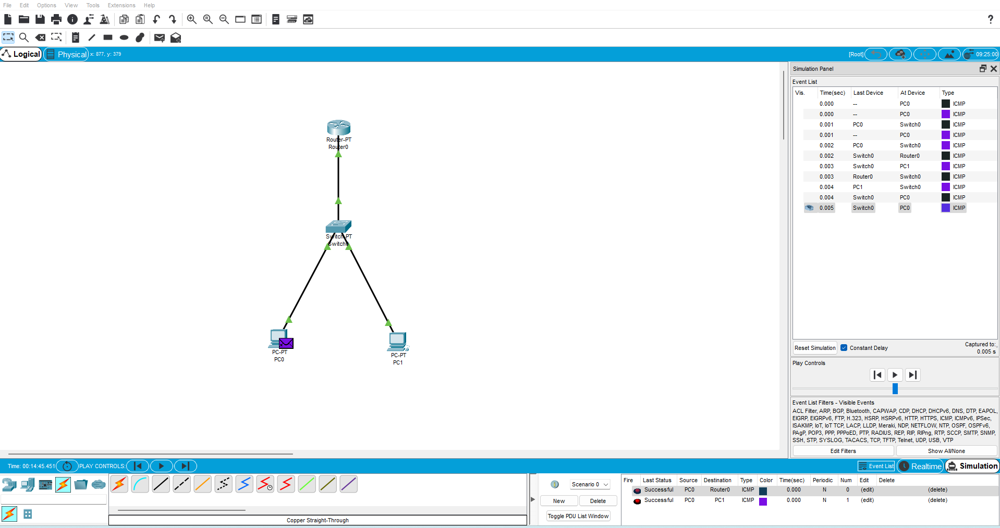 File Edit Options View Tools Extensions Help
?
Logical Physical x: 877, y: 379 [Root] 09:25:00
Simulation Panel
Event List
Vis. Time(sec) Last Device At Device Type
0.000 -- PC0 ICMP
0.000 -- PC0 ICMP
0.001 PC0 Switch0 ICMP
0.001 -- PC0 ICMP
0.002 PC0 Switch0 ICMP
0.002 Switch0 Router0 ICMP
0.003 Switch0 PC1 ICMP
0.003 Router0 Switch0 ICMP
0.004 PC1 Switch0 ICMP
0.004 Switch0 PC0 ICMP
0.005 Switch0 PC0 ICMP
Router-PT
Router0
Switch-PT
Switch0
PC-PT
PC0
PC-PT
PC1
Reset Simulation Constant Delay Captured to:
0.005 s
Play Controls
Event List Filters - Visible Events
ACL Filter, ARP, BGP, Bluetooth, CAPWAP, CDP, DHCP, DHCPv6, DNS, DTP, EAPOL,
EIGRP, EIGRPv6, FTP, H.323, HSRP, HSRPv6, HTTP, HTTPS, ICMP, ICMPv6, IPSec,
ISAKMP, IoT, IoT TCP, LACP, LLDP, Meraki, NDP, NETFLOW, NTP, OSPF, OSPFv6,
PAgP, POP3, PPP, PPPoED, PTP, RADIUS, REP, RIP, RIPng, RTP, SCCP, SMTP, SNMP,
SSH, STP, SYSLOG, TACACS, TCP, TFTP, Telnet, UDP, USB, VTP
Edit Filters Show All/None
Time: 00:14:45.451 PLAY CONTROLS: Event List Realtime Simulation
Scenario 0
New Delete
Toggle PDU List Window
Fire Last Status Source Destination Type Color Time(sec) Periodic Num Edit Delete
Successful PC0 Router0 ICMP 0.000 N 0 (edit) (delete)
Successful PC0 PC1 ICMP 0.000 N 1 (edit) (delete)
Copper Straight-Through